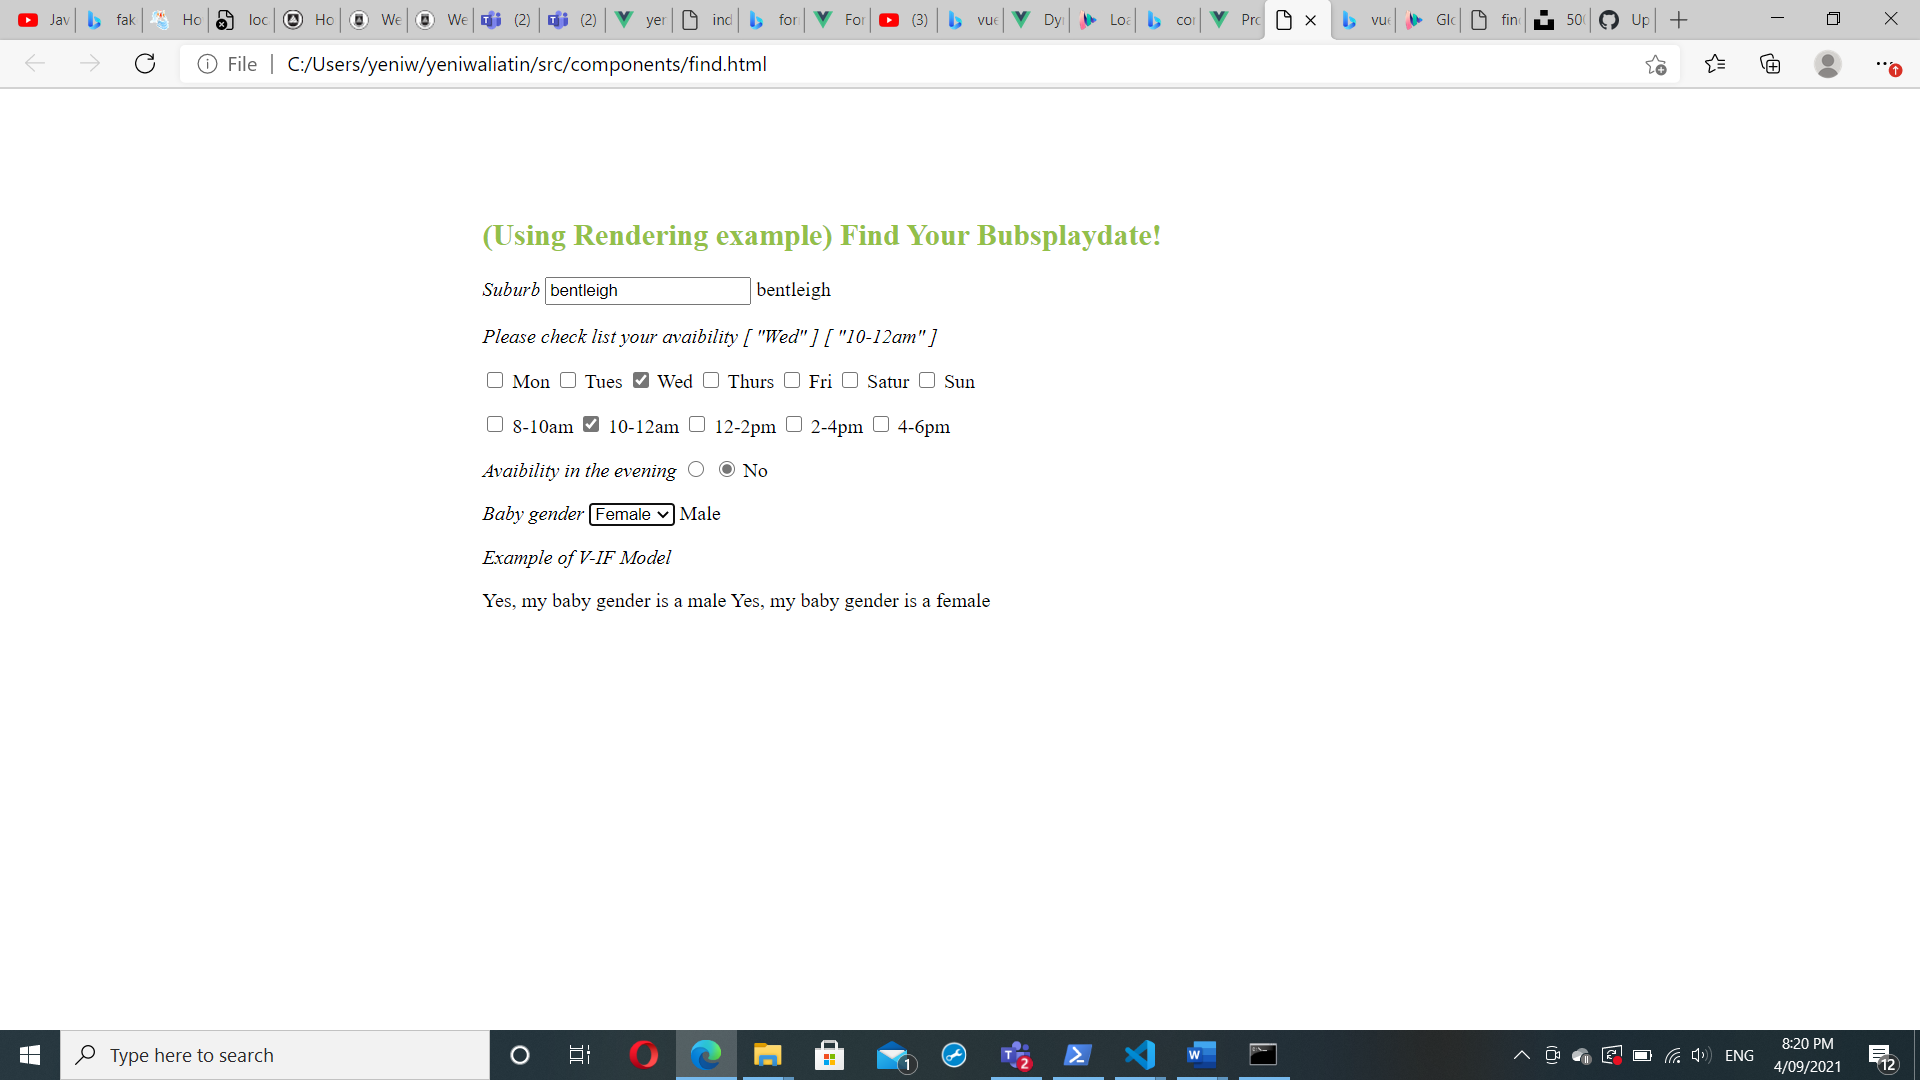 Jav
fak
Ho
loc
Ho
We
We
(2)
(2)
yer
ind
for
For
(3)
vue
Dyn
Loa
cor
Pro
vue
Glo
find
500
Up
File
C:/Users/yeniw/yeniwaliatin/src/components/find.html
(Using Rendering example) Find Your Bubsplaydate!
Suburb bentleigh bentleigh
Please check list your avaibility [ "Wed" ] [ "10-12am" ]
Mon Tues Wed Thurs Fri Satur Sun
8-10am 10-12am 12-2pm 2-4pm 4-6pm
Avaibility in the evening No
Baby gender Female Male
Example of V-IF Model
Yes, my baby gender is a male Yes, my baby gender is a female
Type here to search
1
2
ENG
8:20 PM
4/09/2021
12